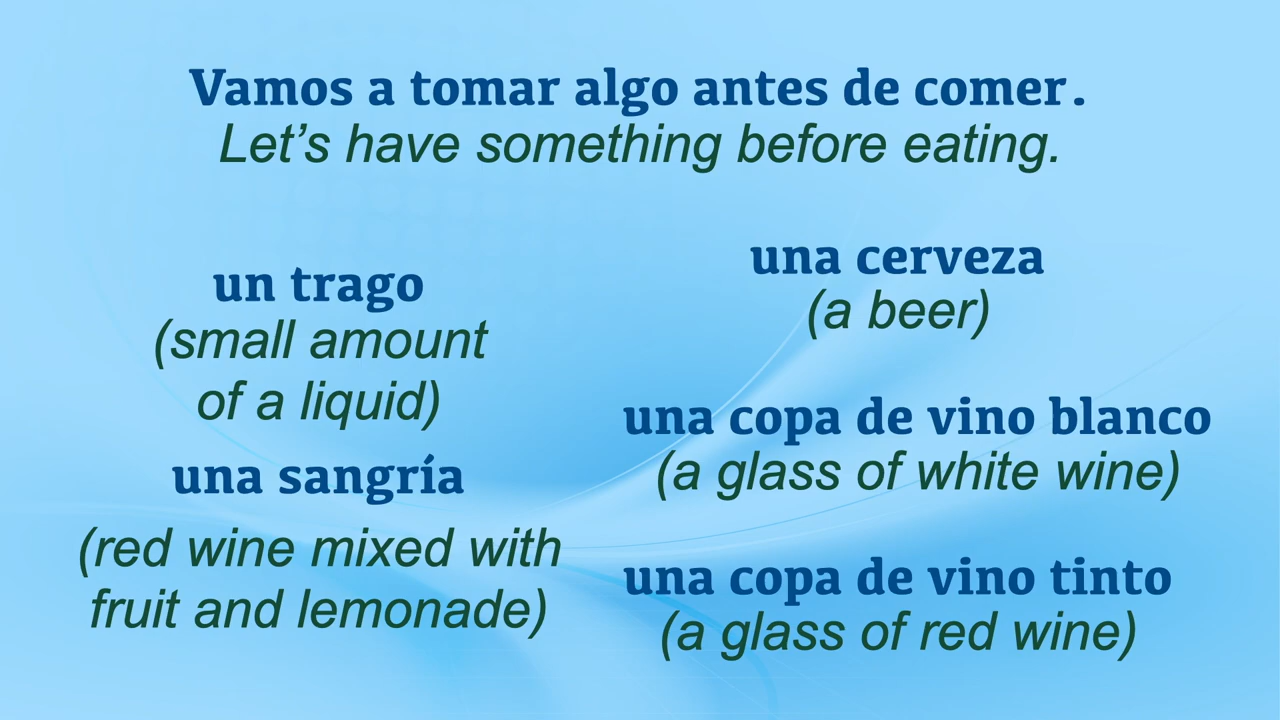 Vamos a tomar algo antes de comer.
Let’s have something before eating.
un trago
(small amount
of a liquid)
una sangría
(red wine mixed with
fruit and lemonade)
una cerveza
(a beer)
una copa de vino blanco
(a glass of white wine)
una copa de vino tinto
(a glass of red wine)